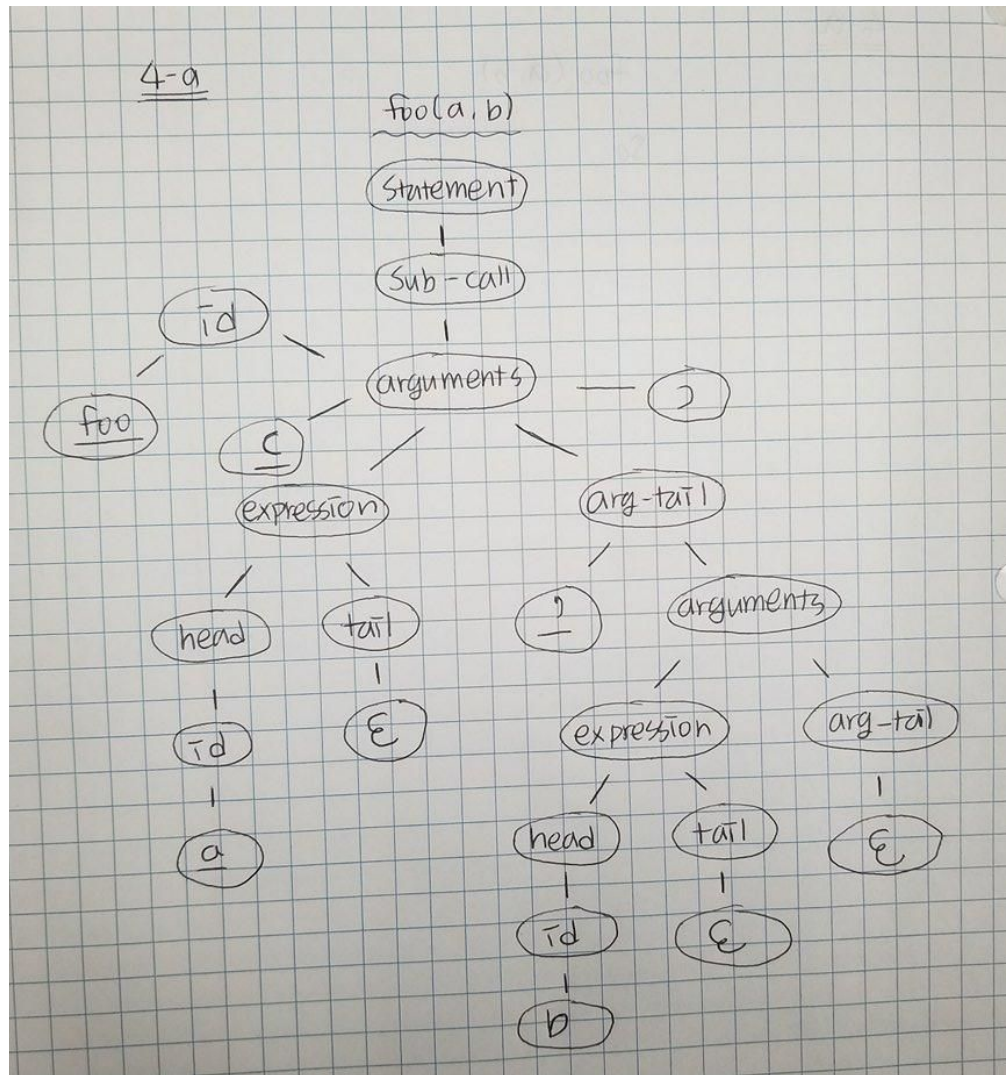 4-a
foo(a, b)
Statement
Sub-call
id
arguments
)
foo
(
expression
arg-tail
head
tail
,
arguments
id
ε
expression
arg-tail
a
head
tail
ε
id
ε
b